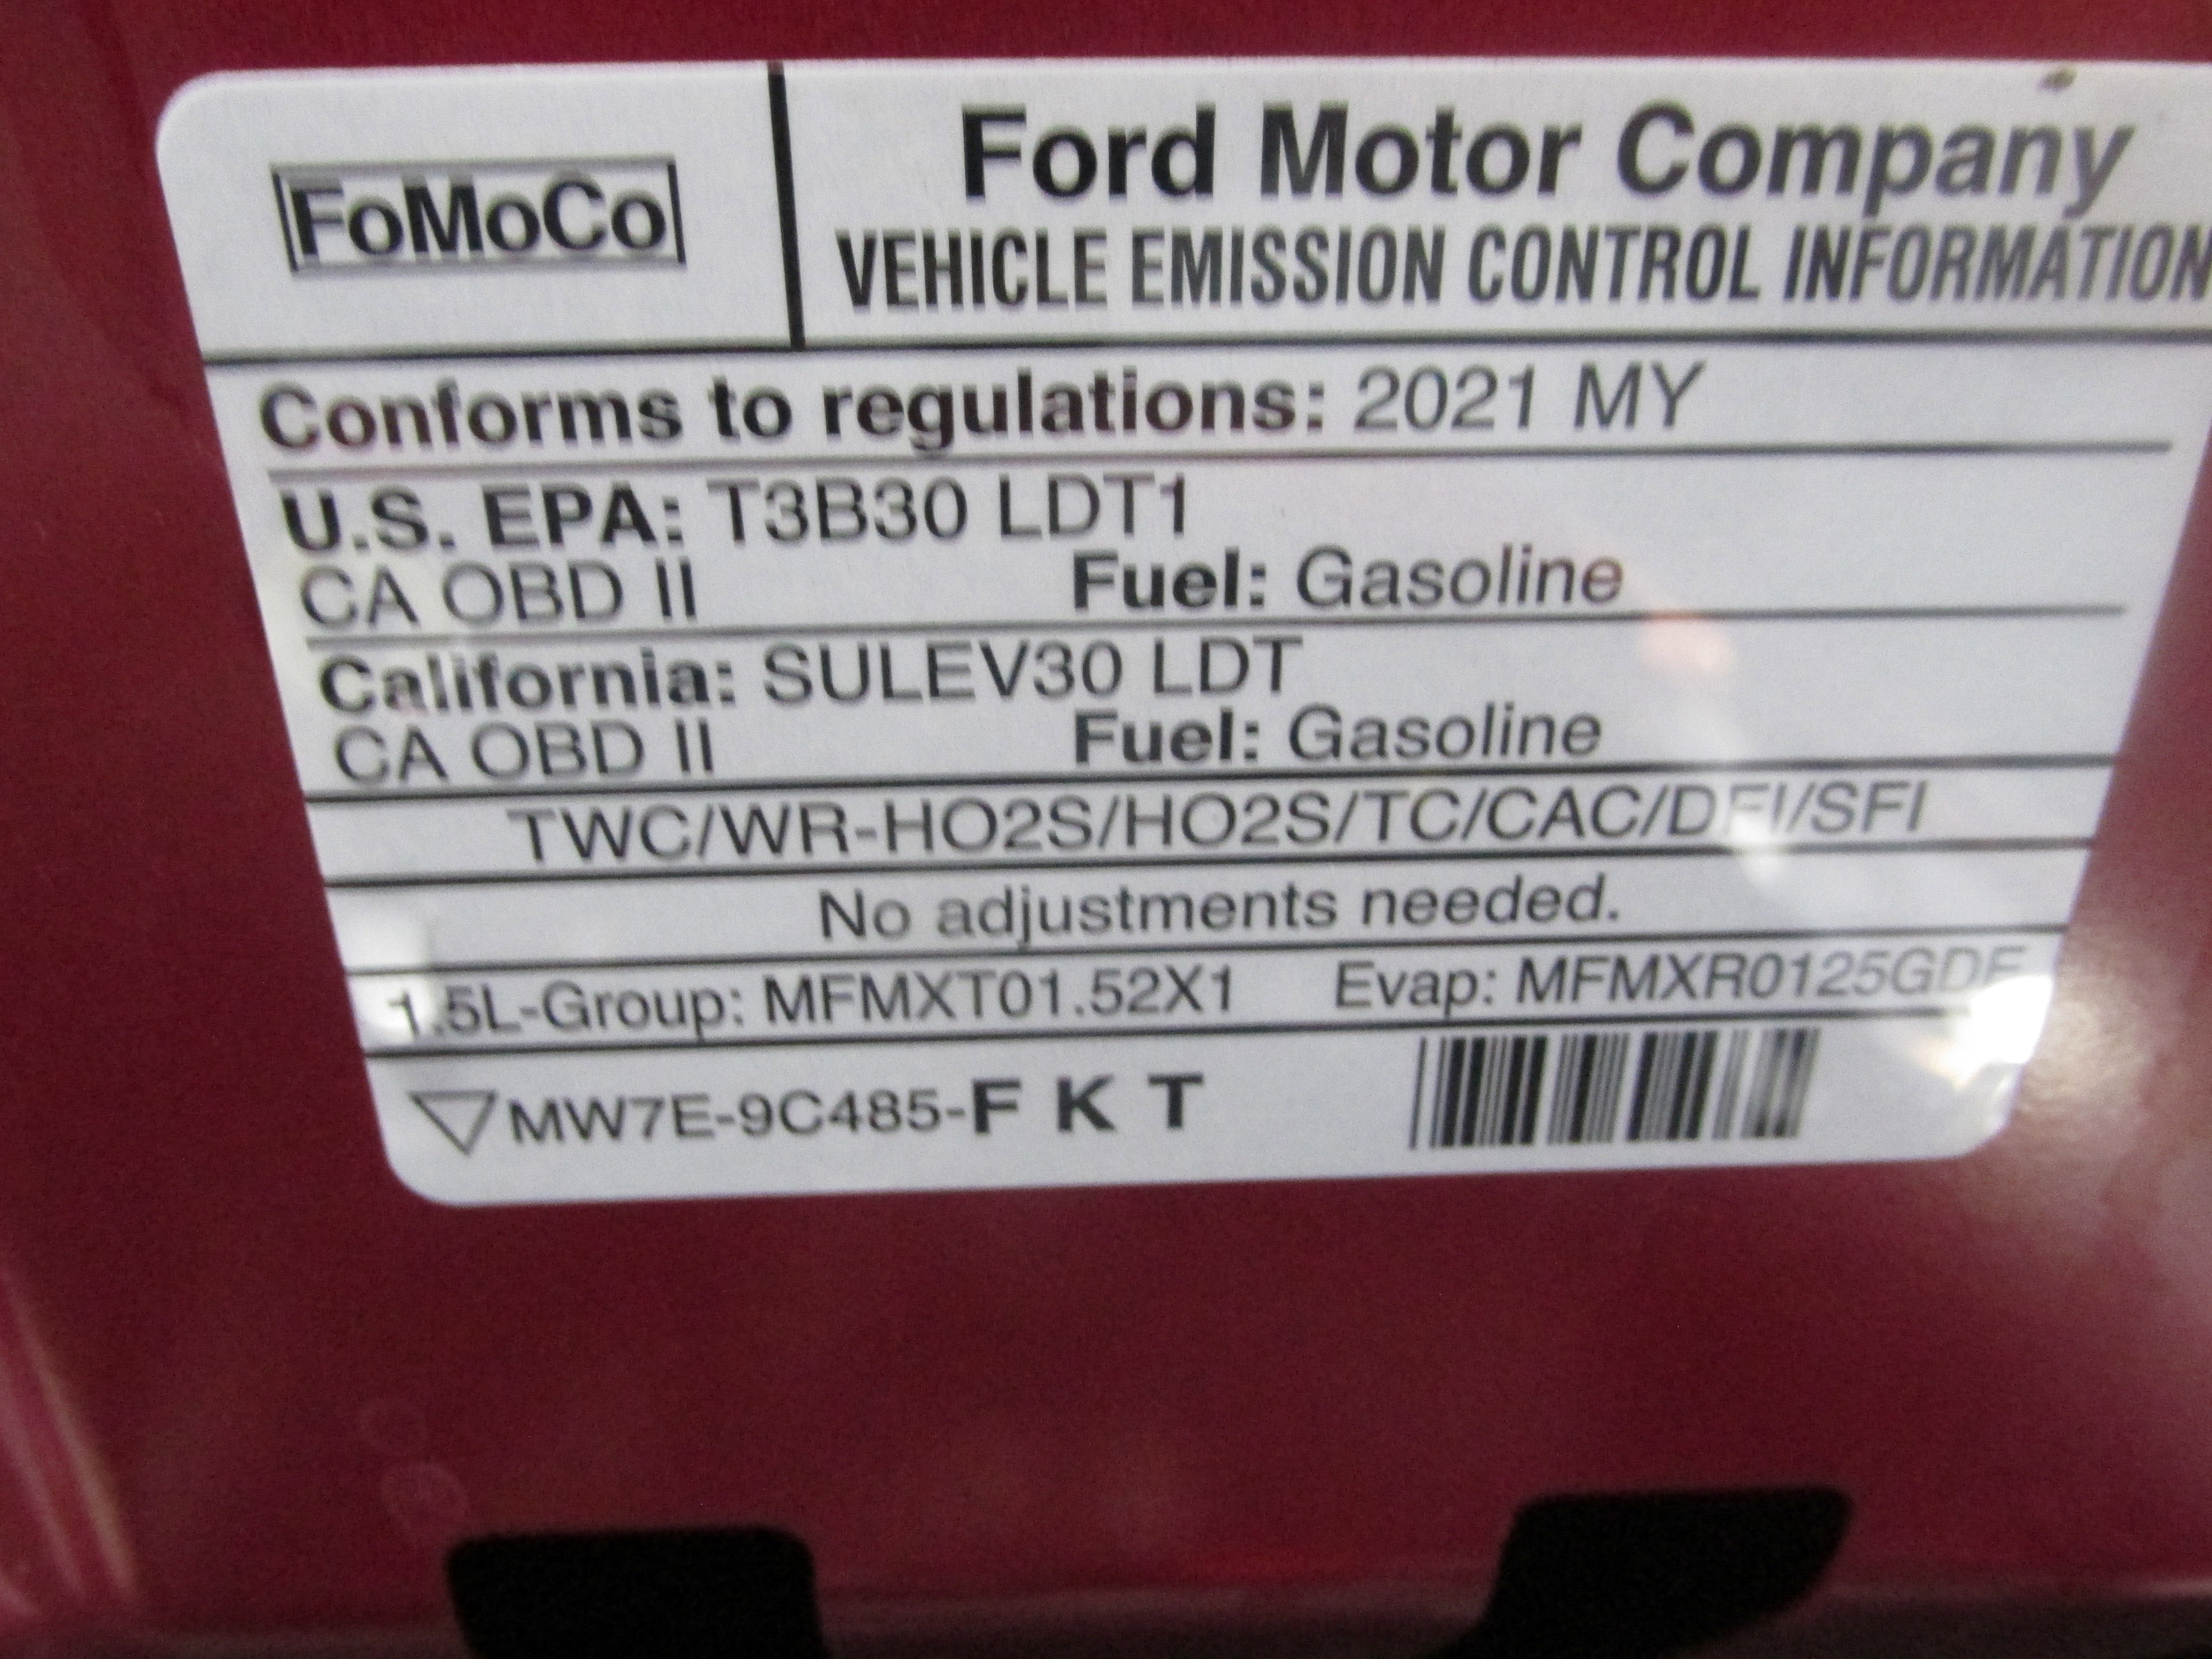 FoMoCo
Ford Motor Company
VEHICLE EMISSION CONTROL INFORMATION
Conforms to regulations: 2021 MY
U.S. EPA: T3B30 LDT1
CA OBD II Fuel: Gasoline
California: SULEV30 LDT
CA OBD II Fuel: Gasoline
TWC/WR-HO2S/HO2S/TC/CAC/DFI/SFI
No adjustments needed.
1.5L-Group: MFMXT01.52X1 Evap:
MW7E-9C485-F K T